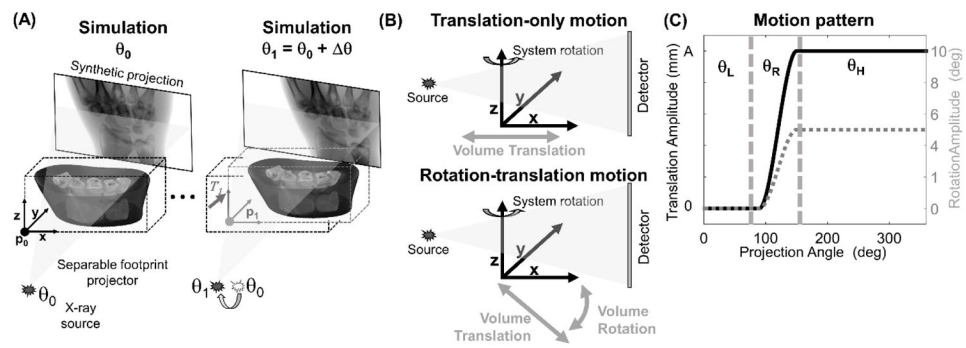 (A)
Simulation
θ0
Synthetic projection
z
y
x
p0
Separable footprint
projector
θ0
X-ray
source
Simulation
θ1 = θ0 + Δθ
T1
p1
θ1
θ0
(B)
Translation-only motion
System rotation
Source
z
y
x
Detector
Volume Translation
Rotation-translation motion
System rotation
Source
z
y
x
Detector
Volume
Translation
Volume
Rotation
(C)
Motion pattern
Translation Amplitude (mm)
A
0
θL
θR
θH
10
8
6
4
2
0
RotationAmplitude (deg)
0
100
200
300
Projection Angle (deg)